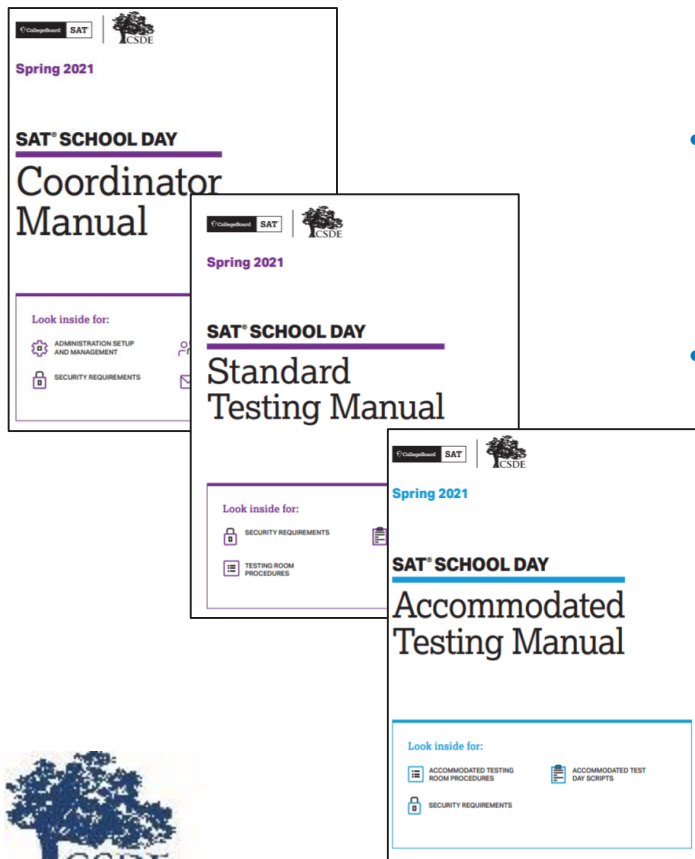 CollegeBoard SAT
CSDE
Spring 2021
SAT® SCHOOL DAY
Coordinator
Manual
Look inside for:
ADMINISTRATION SETUP
AND MANAGEMENT
SECURITY REQUIREMENTS
CollegeBoard SAT
CSDE
Spring 2021
SAT® SCHOOL DAY
Standard
Testing Manual
Look inside for:
SECURITY REQUIREMENTS
TESTING ROOM
PROCEDURES
CollegeBoard SAT
CSDE
Spring 2021
SAT® SCHOOL DAY
Accommodated
Testing Manual
Look inside for:
ACCOMMODATED TESTING
ROOM PROCEDURES
ACCOMMODATED TEST
DAY SCRIPTS
SECURITY REQUIREMENTS
CSDE